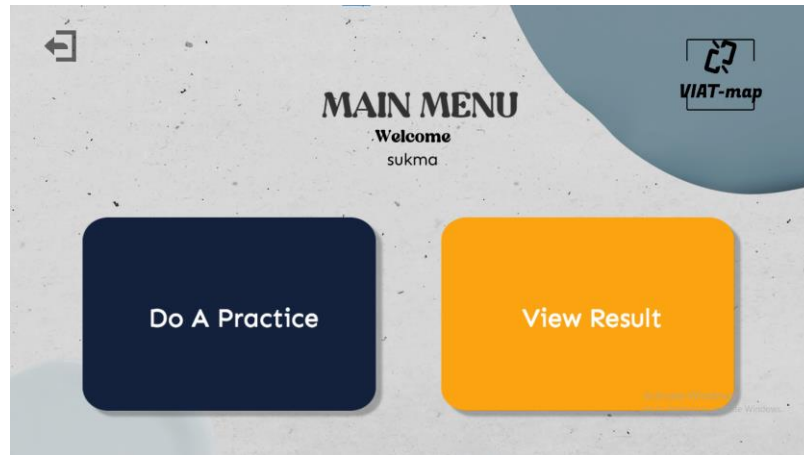 VIAT-map
MAIN MENU
Welcome
sukma
Do A Practice
View Result